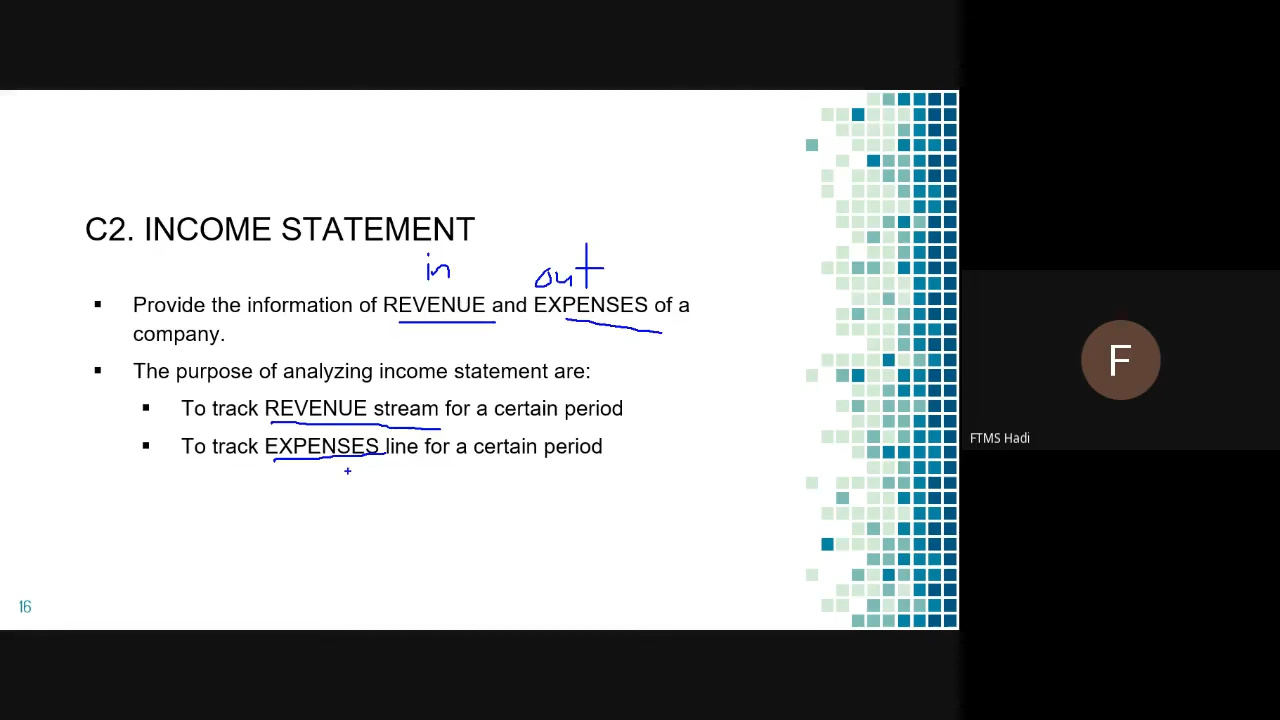 C2. INCOME STATEMENT
in out
▪ Provide the information of REVENUE and EXPENSES of a
company.
▪ The purpose of analyzing income statement are:
▪ To track REVENUE stream for a certain period
▪ To track EXPENSES line for a certain period
16
F
FTMS Hadi